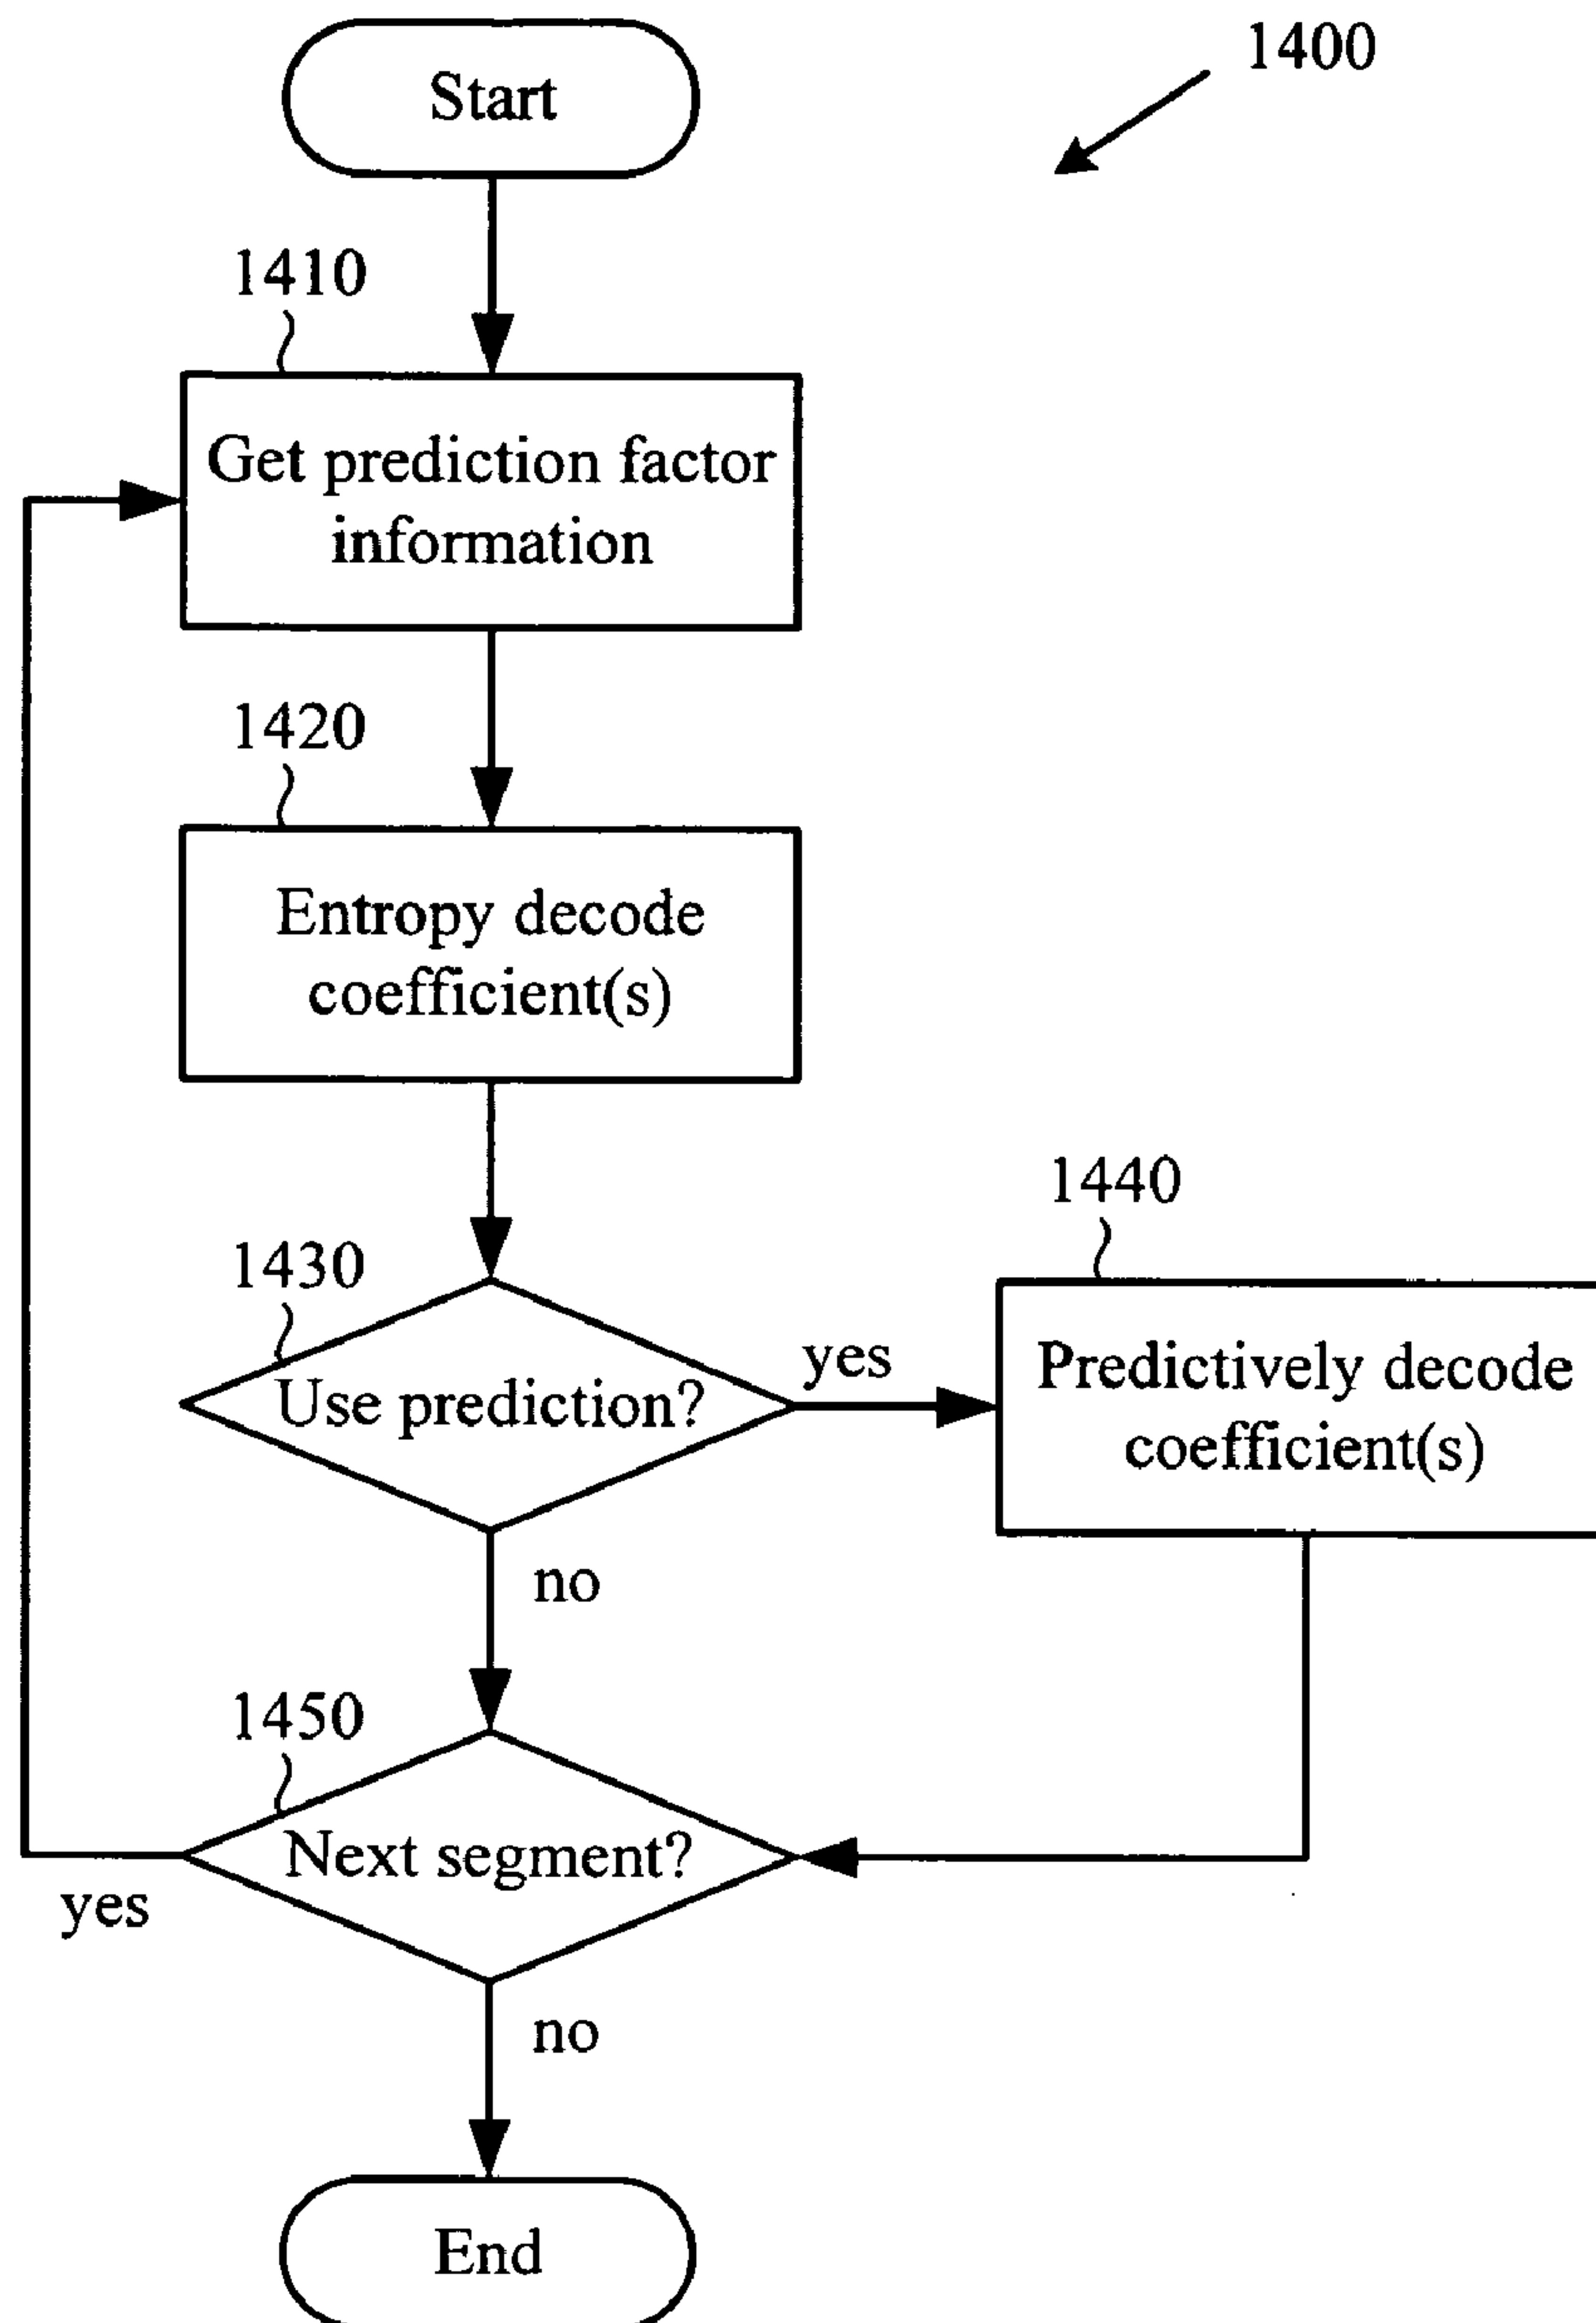 Start
1400
1410
Get prediction factor
information
1420
Entropy decode
coefficient(s)
1430
Use prediction?
yes
1440
Predictively decode
coefficient(s)
no
1450
Next segment?
yes
no
End